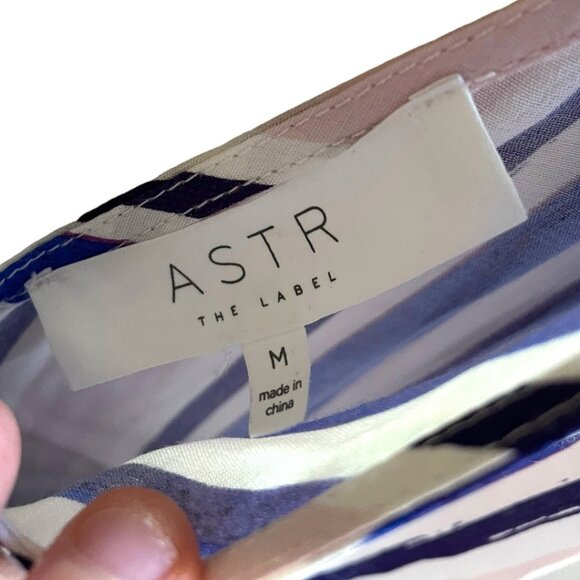 ASTR
THE LABEL
M
made in
china